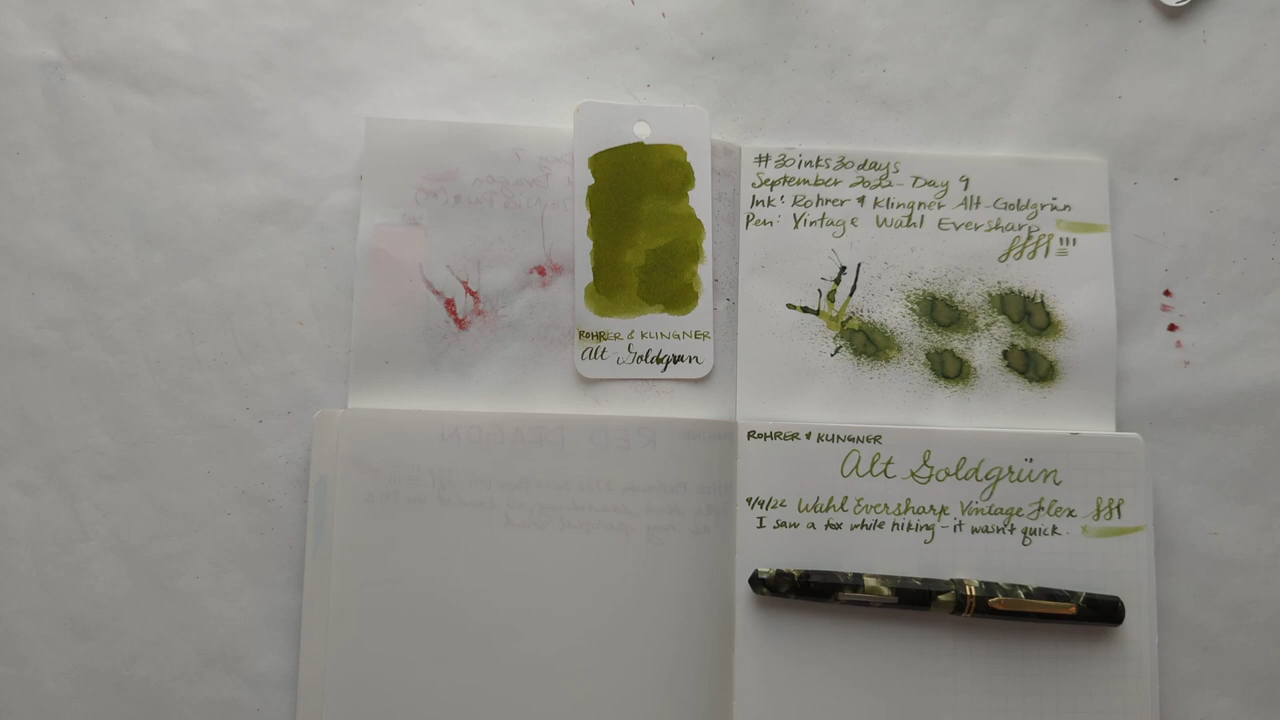 ROHRER & KLINGNER
Alt Goldgrün
#30inks30days
September 2022 - Day 9
Ink: Rohrer & Klingner Alt-Goldgrün
Pen: Vintage Wahl Eversharp
ROHRER & KLINGNER
Alt Goldgrün
9/9/22 Wahl Eversharp Vintage Flex
I saw a fox while hiking - it wasn't quick.
RED DRAGON